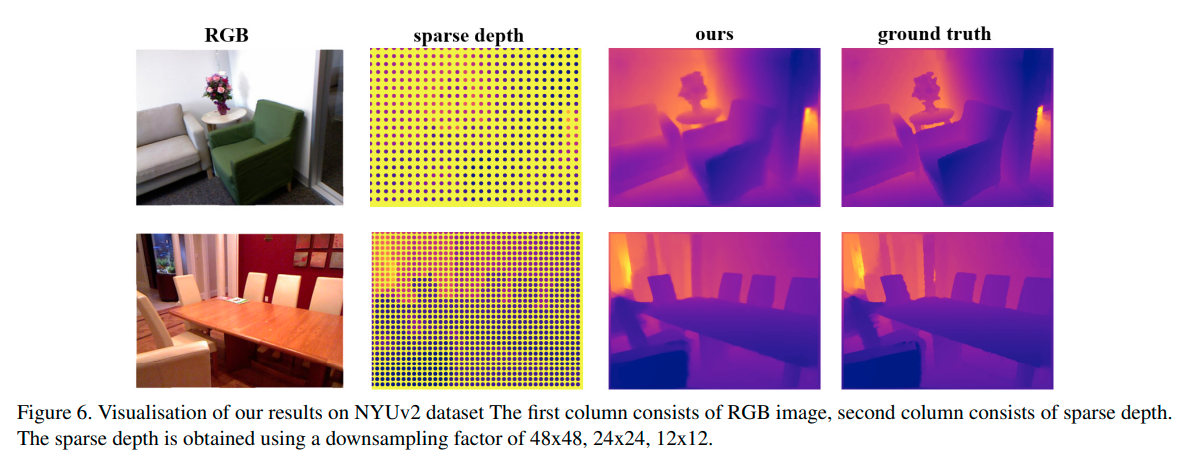 RGB
sparse depth
ours
ground truth
Figure 6. Visualisation of our results on NYUv2 dataset The first column consists of RGB image, second column consists of sparse depth.
The sparse depth is obtained using a downsampling factor of 48x48, 24x24, 12x12.